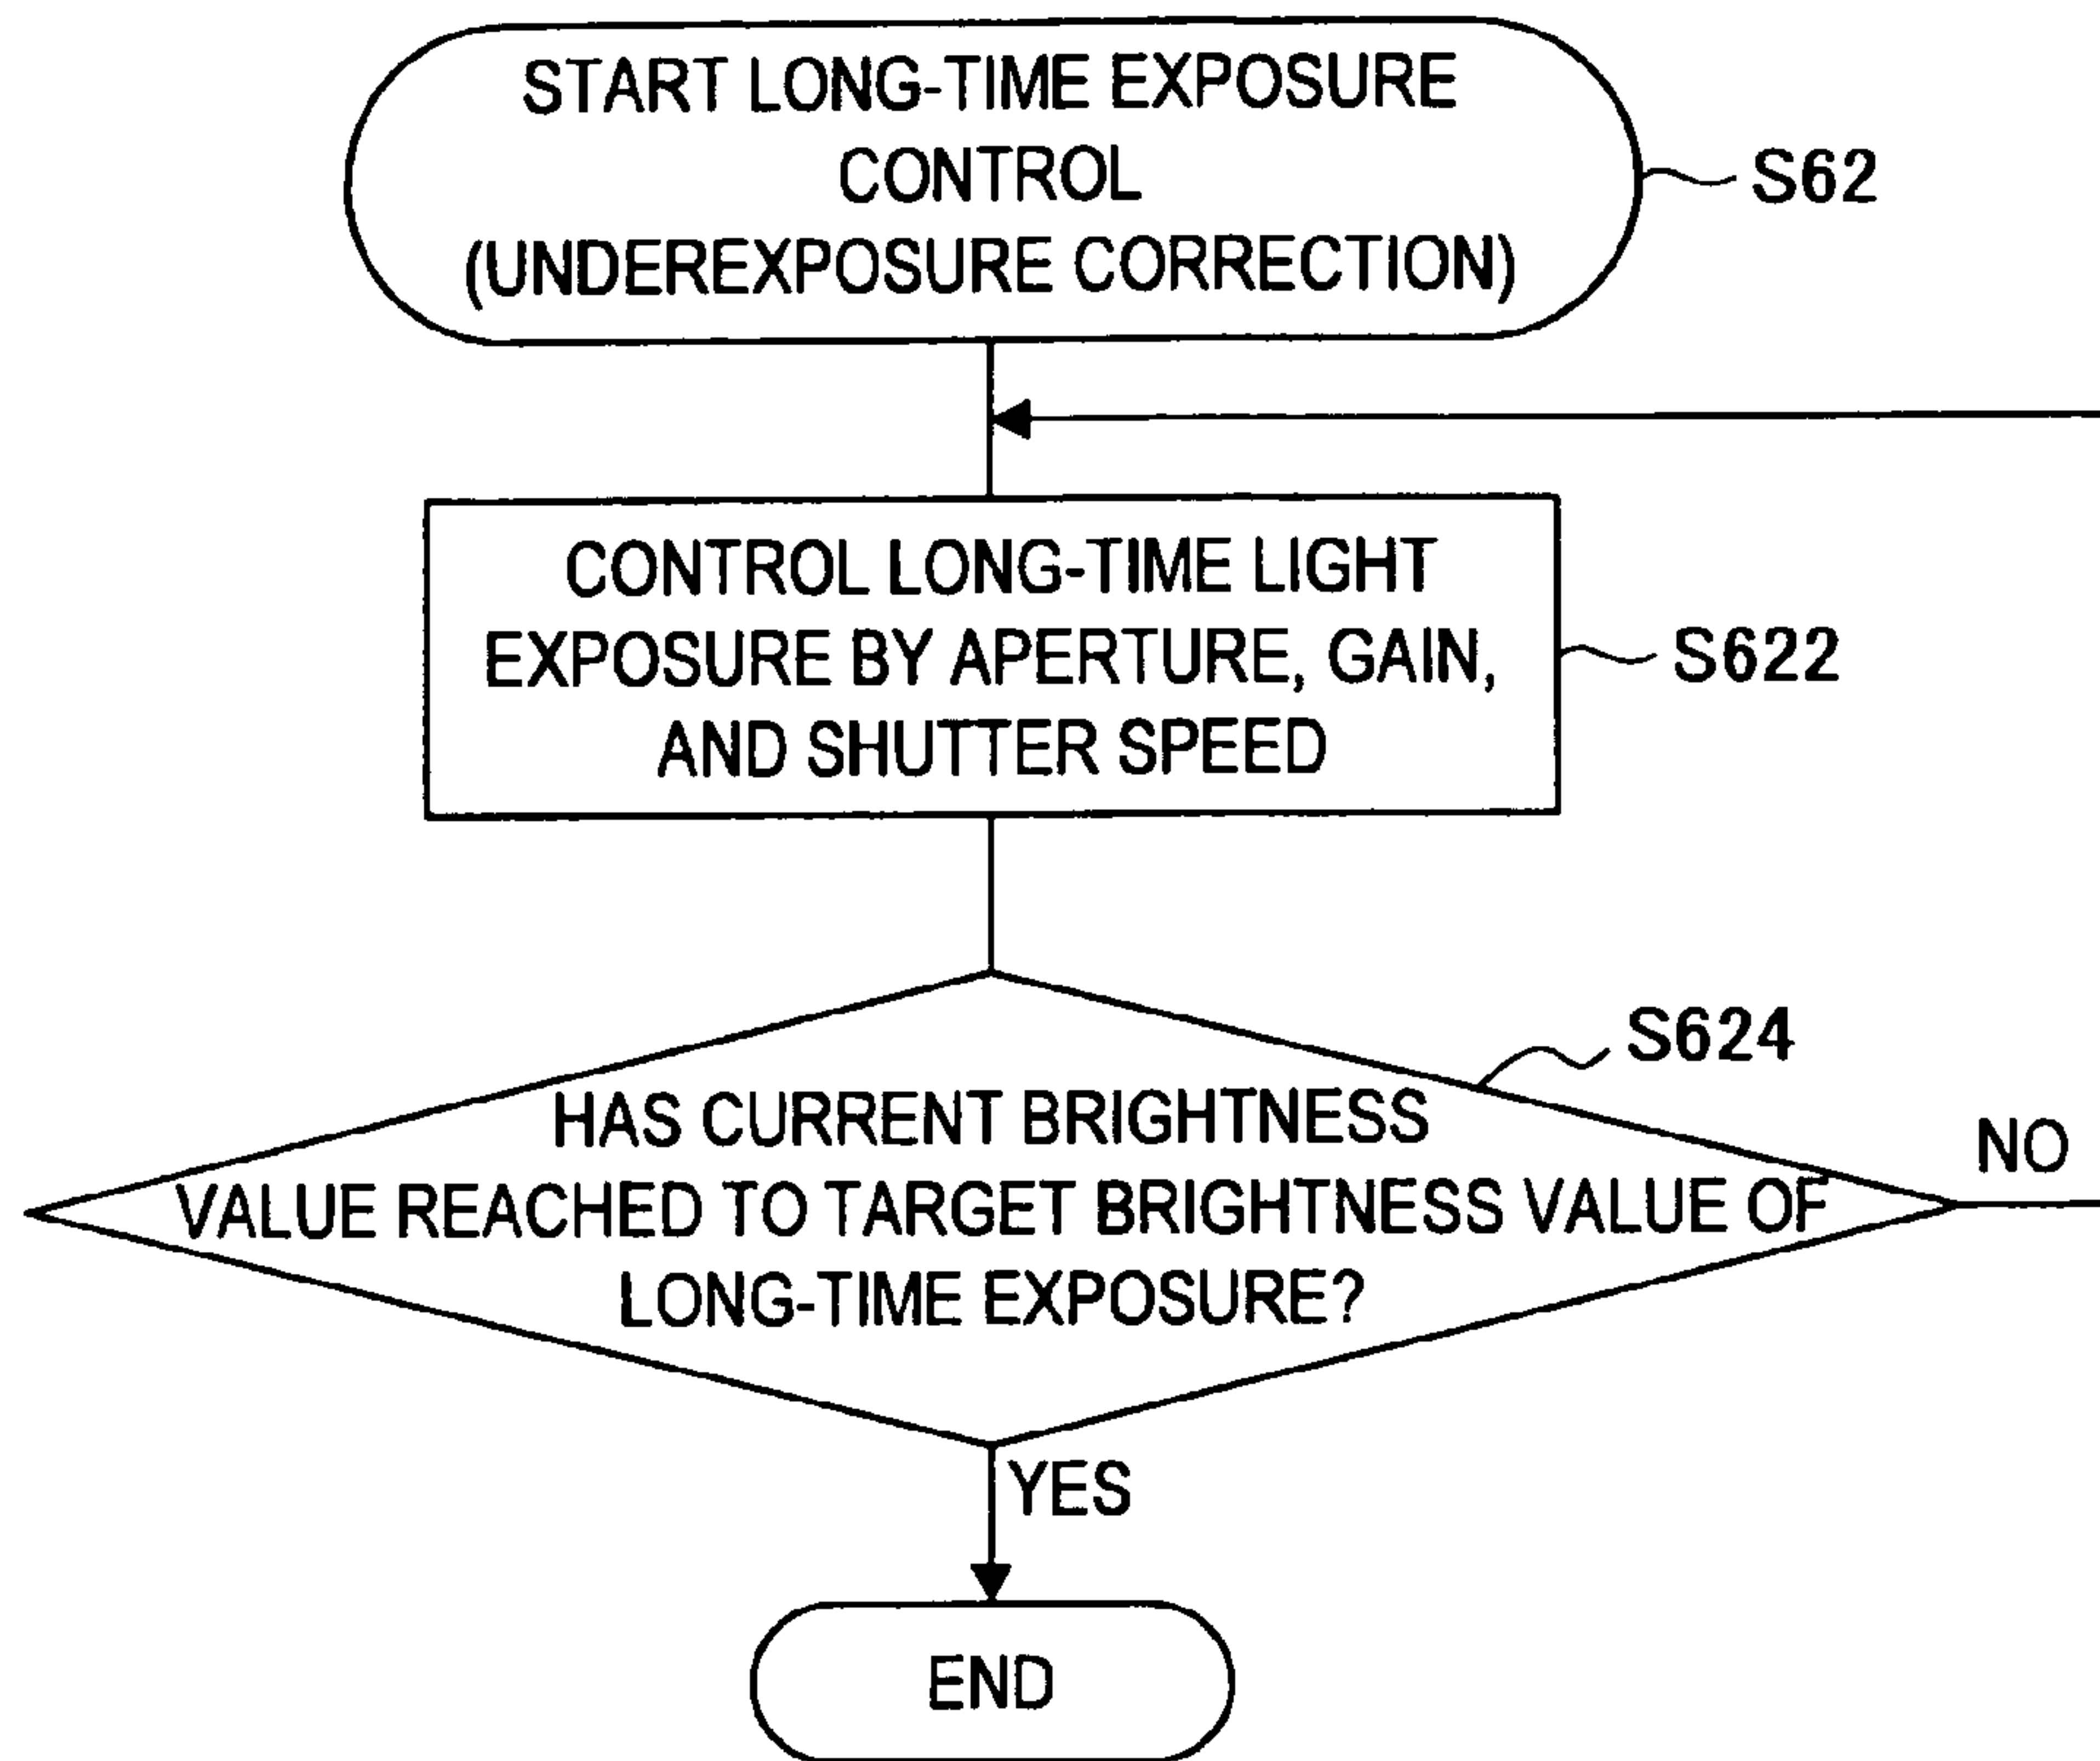 START LONG-TIME EXPOSURE
CONTROL
(UNDEREXPOSURE CORRECTION)
S62
CONTROL LONG-TIME LIGHT
EXPOSURE BY APERTURE, GAIN,
AND SHUTTER SPEED
S622
S624
HAS CURRENT BRIGHTNESS
VALUE REACHED TO TARGET BRIGHTNESS VALUE OF
LONG-TIME EXPOSURE?
NO
YES
END